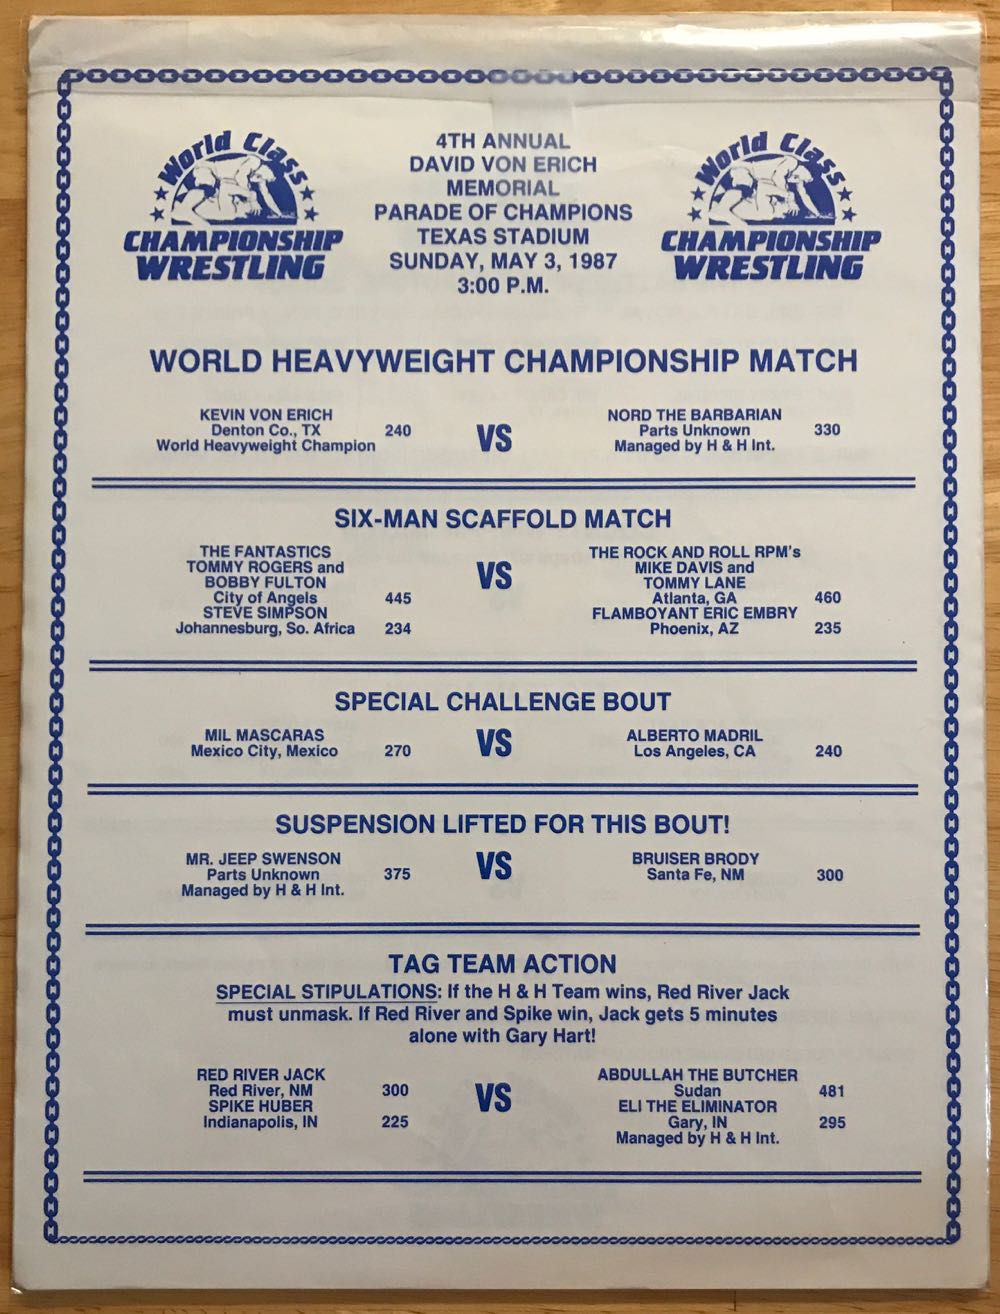 World Class
CHAMPIONSHIP
WRESTLING
4TH ANNUAL
DAVID VON ERICH
MEMORIAL
PARADE OF CHAMPIONS
TEXAS STADIUM
SUNDAY, MAY 3, 1987
3:00 P.M.
World Class
CHAMPIONSHIP
WRESTLING
WORLD HEAVYWEIGHT CHAMPIONSHIP MATCH
KEVIN VON ERICH
Denton Co., TX 240
World Heavyweight Champion
VS
NORD THE BARBARIAN
Parts Unknown 330
Managed by H & H Int.
SIX-MAN SCAFFOLD MATCH
THE FANTASTICS
TOMMY ROGERS and
BOBBY FULTON
City of Angels 445
STEVE SIMPSON
Johannesburg, So. Africa 234
VS
THE ROCK AND ROLL RPM's
MIKE DAVIS and
TOMMY LANE
Atlanta, GA 460
FLAMBOYANT ERIC EMBRY
Phoenix, AZ 235
SPECIAL CHALLENGE BOUT
MIL MASCARAS
Mexico City, Mexico 270
VS
ALBERTO MADRIL
Los Angeles, CA 240
SUSPENSION LIFTED FOR THIS BOUT!
MR. JEEP SWENSON
Parts Unknown 375
Managed by H & H Int.
VS
BRUISER BRODY
Santa Fe, NM 300
TAG TEAM ACTION
SPECIAL STIPULATIONS: If the H & H Team wins, Red River Jack
must unmask. If Red River and Spike win, Jack gets 5 minutes
alone with Gary Hart!
RED RIVER JACK
Red River, NM 300
SPIKE HUBER
Indianapolis, IN 225
VS
ABDULLAH THE BUTCHER
Sudan 481
ELI THE ELIMINATOR
Gary, IN 295
Managed by H & H Int.